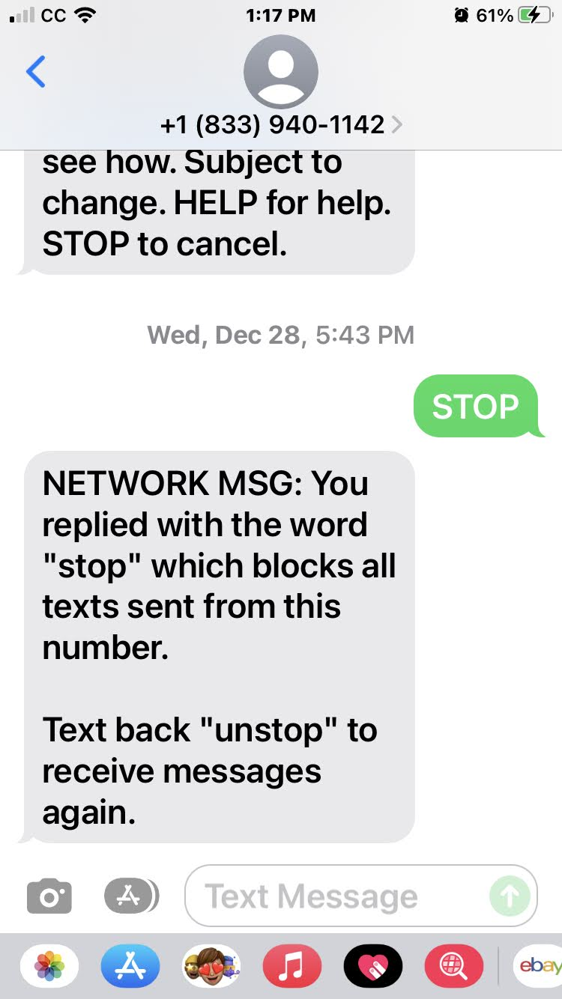 CC 1:17 PM 61%
+1 (833) 940-1142
see how. Subject to
change. HELP for help.
STOP to cancel.
Wed, Dec 28, 5:43 PM
STOP
NETWORK MSG: You
replied with the word
"stop" which blocks all
texts sent from this
number.
Text back "unstop" to
receive messages
again.
Text Message
ebay